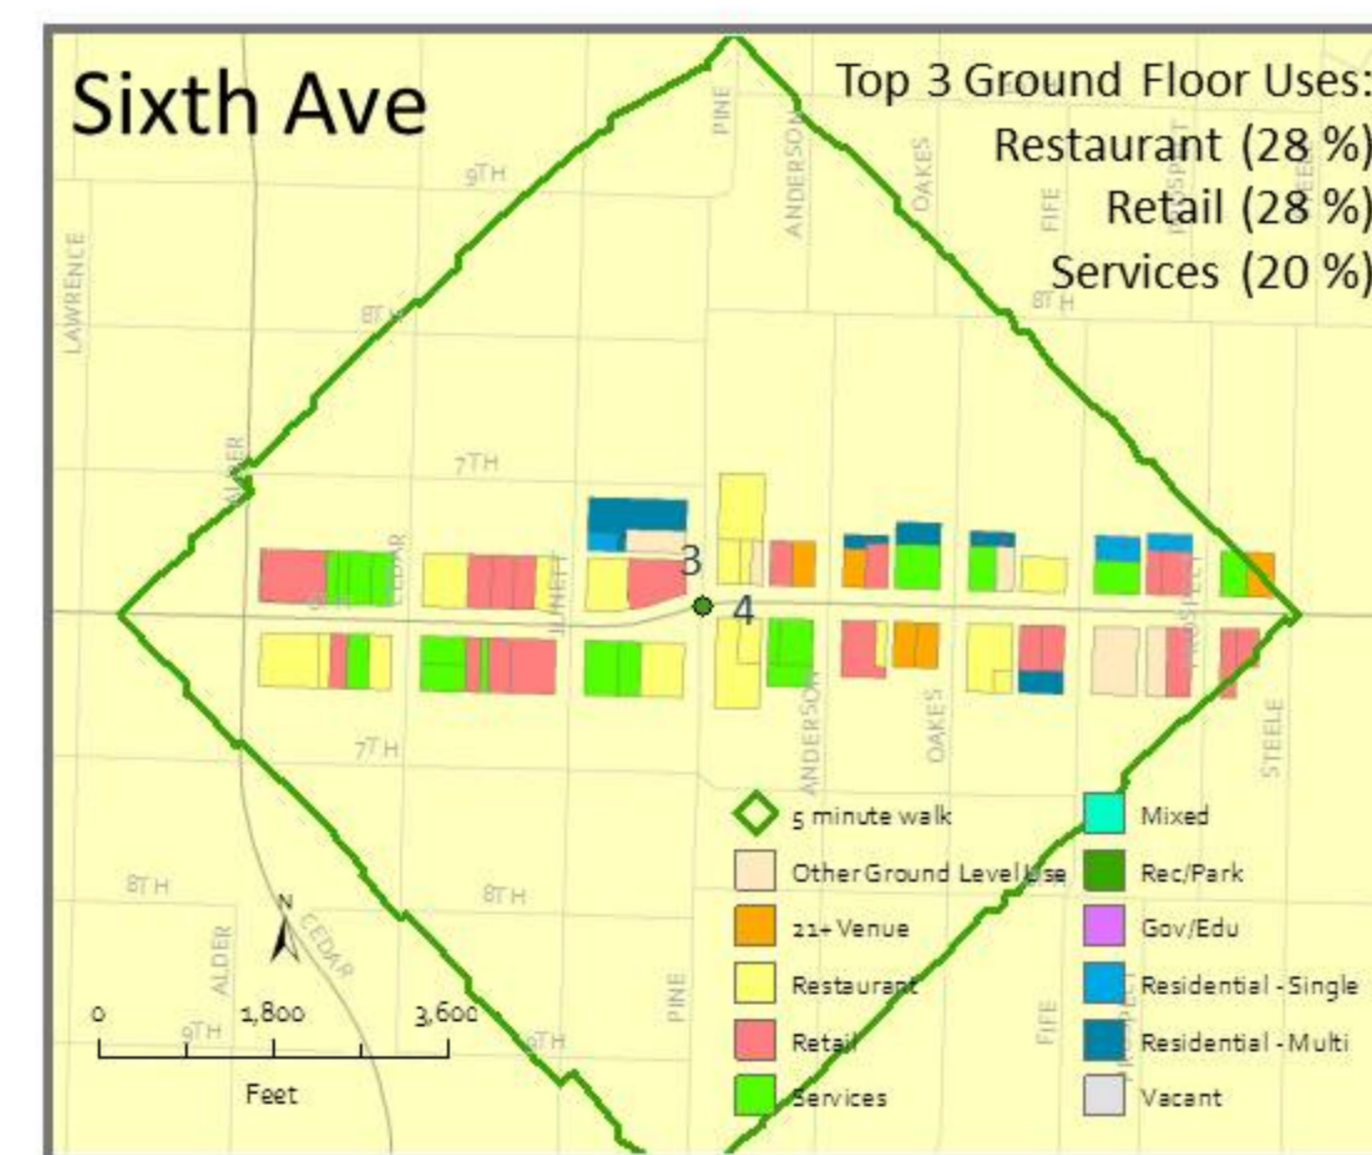 Sixth Ave
Top 3 Ground Floor Uses:
Restaurant (28 %)
Retail (28 %)
Services (20 %)
PINE
ANDERSON
OAKES
FIFE
PROSPECT
9TH
LAWRENCE
8TH
8TH
ALDER
7TH
CEDAR
3
4
PROSPECT
ANDERSON
OAKES
STEELE
7TH
5 minute walk
Other Ground Level Use
21+ Venue
Restaurant
Retail
Services
Mixed
Rec/Park
Gov/Edu
Residential - Single
Residential - Multi
Vacant
8TH
8TH
N
CEDAR
ALDER
PINE
FIFE
PROSPECT
0 1,800 3,600
9TH
9TH
Feet